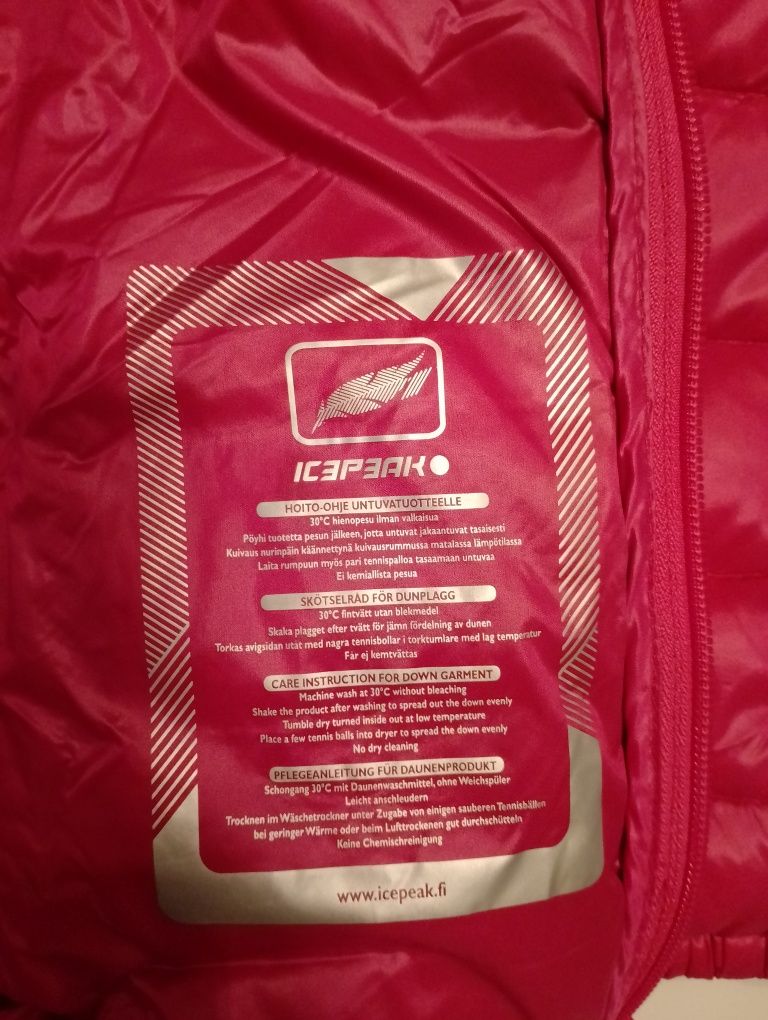 ICEPEAK
HOITO-OHJE UNTUVATUOTTEELLE
30°C hienopesu ilman valkaisua
Pöyhi tuotetta pesun jälkeen, jotta untuvat jakaantuvat tasaisesti
Kuivaus nurinpäin käännettynä kuivausrummussa matalassa lämpötilassa
Laita rumpuun myös pari tennispalloa tasaamaan untuvaa
Ei kemiallista pesua
SKÖTSELRÅD FÖR DUNPLAGG
30°C fintvätt utan blekmedel
Skaka plagget efter tvätt för jämn fördelning av dunen
Torkas avigsidan utåt med nagra tennisbollar i torktumlare med lag temperatur
Får ej kemtvättas
CARE INSTRUCTION FOR DOWN GARMENT
Machine wash at 30°C without bleaching
Shake the product after washing to spread out the down evenly
Tumble dry turned inside out at low temperature
Place a few tennis balls into dryer to spread the down evenly
No dry cleaning
PFLEGEANLEITUNG FÜR DAUNENPRODUKT
Schongang 30°C mit Daunenwaschmittel, ohne Weichspüler
Leicht anschleudern
Trocknen im Wäschetrockner unter Zugabe von einigen sauberen Tennisbällen
bei geringer Wärme oder beim Lufttrockenen gut durchschütteln
Keine Chemischreinigung
www.icepeak.fi